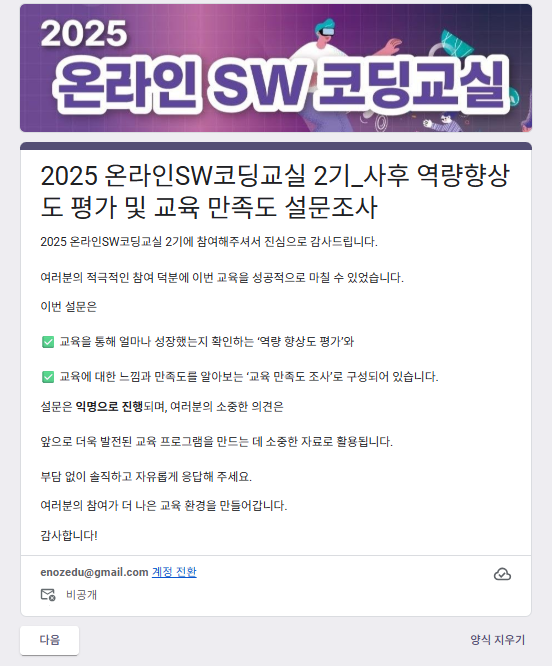 2025
온라인 SW 코딩교실
2025 온라인SW코딩교실 2기_사후 역량향상
도 평가 및 교육 만족도 설문조사
2025 온라인SW코딩교실 2기에 참여해주셔서 진심으로 감사드립니다.
여러분의 적극적인 참여 덕분에 이번 교육을 성공적으로 마칠 수 있었습니다.
이번 설문은
✅ 교육을 통해 얼마나 성장했는지 확인하는 ‘역량 향상도 평가’와
✅ 교육에 대한 느낌과 만족도를 알아보는 ‘교육 만족도 조사’로 구성되어 있습니다.
설문은 익명으로 진행되며, 여러분의 소중한 의견은
앞으로 더욱 발전된 교육 프로그램을 만드는 데 소중한 자료로 활용됩니다.
부담 없이 솔직하고 자유롭게 응답해 주세요.
여러분의 참여가 더 나은 교육 환경을 만들어갑니다.
감사합니다!
enozedu@gmail.com 계정 전환
비공개
다음 양식 지우기